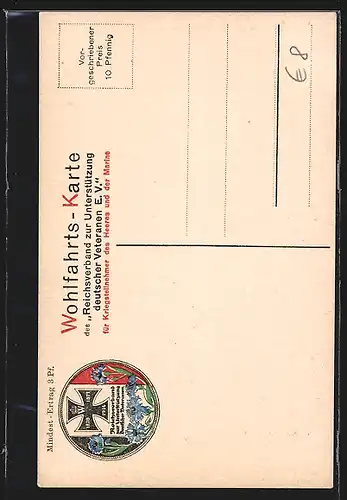 Mindest-Ertrag 3 Pf.
Wohlfahrts-Karte
des „Reichsverband zur Unterstützung
deutscher Veteranen E. V."
für Kriegsteilnehmer des Heeres und der Marine
Vor-
geschriebener
Preis
10 Pfennig
€ 8
W